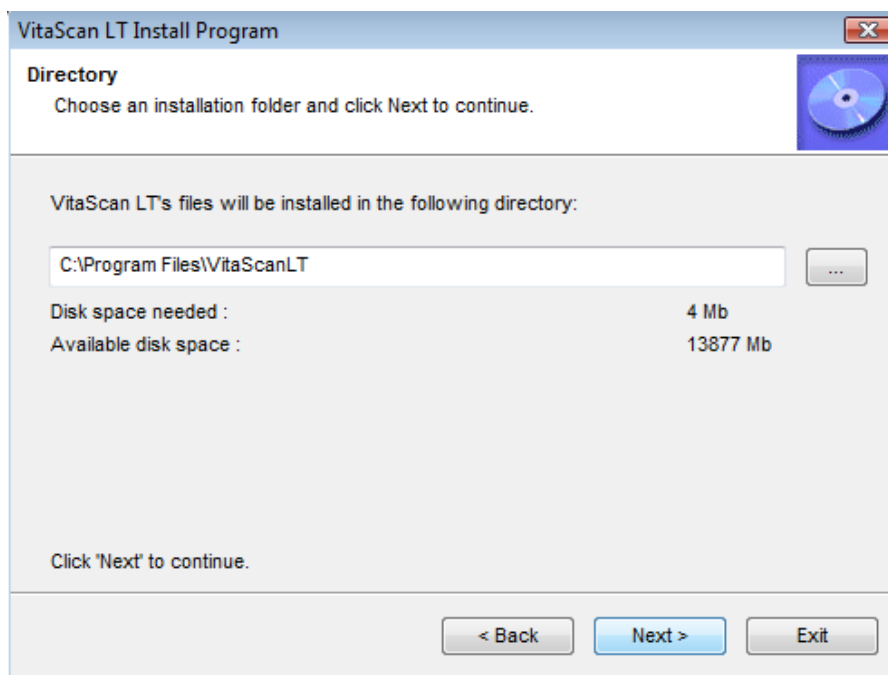 VitaScan LT Install Program
Directory
Choose an installation folder and click Next to continue.
VitaScan LT's files will be installed in the following directory:
C:\Program Files\VitaScanLT
...
Disk space needed : 4 Mb
Available disk space : 13877 Mb
Click 'Next' to continue.
< Back Next > Exit